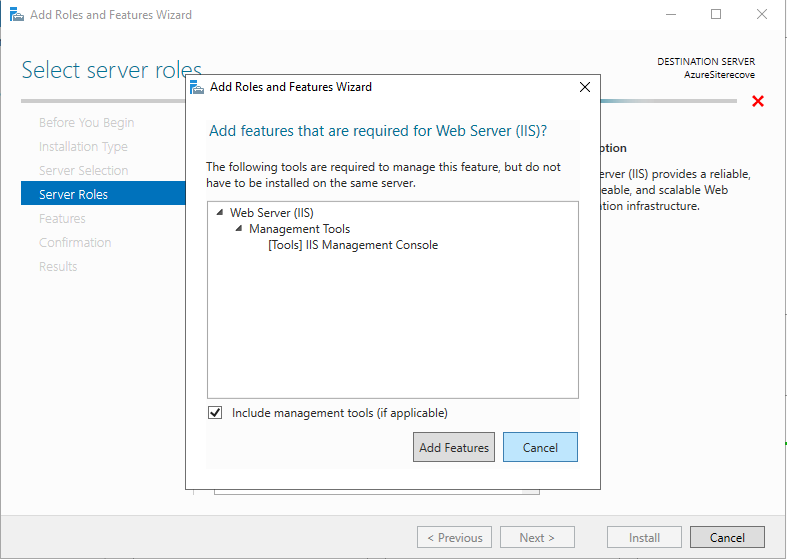 Add Roles and Features Wizard
Select server roles
DESTINATION SERVER
AzureSiterecove
Before You Begin
Installation Type
Server Selection
Server Roles
Features
Confirmation
Results
Add Roles and Features Wizard
Add features that are required for Web Server (IIS)?
The following tools are required to manage this feature, but do not
have to be installed on the same server.
Web Server (IIS)
Management Tools
[Tools] IIS Management Console
Include management tools (if applicable)
Add Features
Cancel
ption
erver (IIS) provides a reliable,
eable, and scalable Web
tion infrastructure.
< Previous
Next >
Install
Cancel